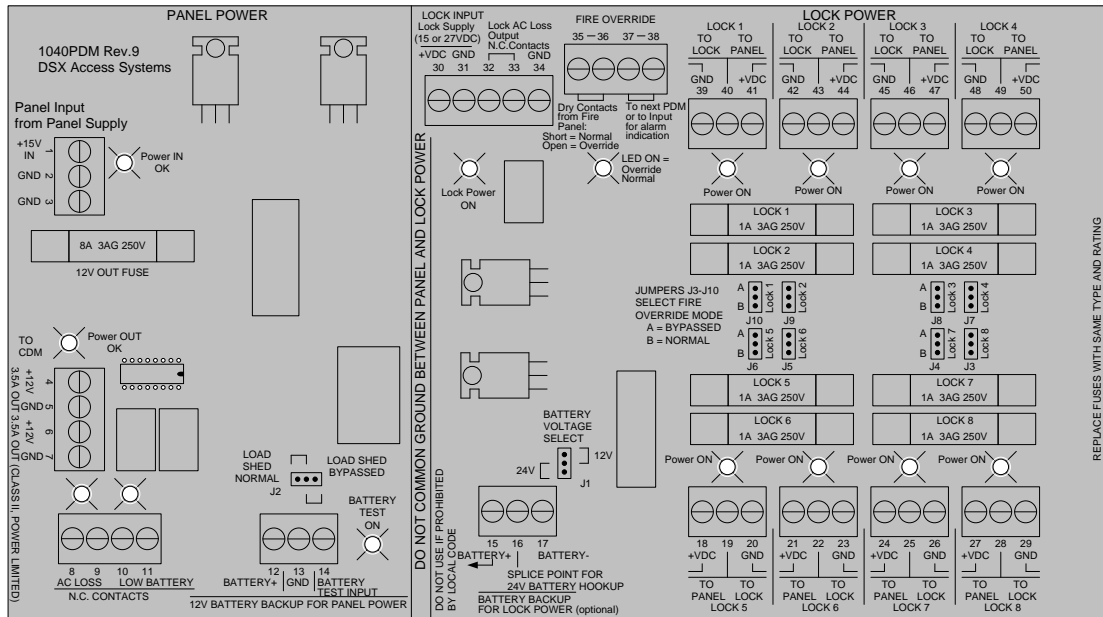 PANEL POWER
1040PDM Rev.9
DSX Access Systems
Panel Input
from Panel Supply
+15V
IN
1
GND 2
GND 3
Power IN
OK
8A 3AG 250V
12V OUT FUSE
TO
CDM
Power OUT
OK
+12V 4
GND 5
+12V 6
GND 7
3.5A OUT 3.5A OUT (CLASS II, POWER LIMITED)
LOAD
SHED
NORMAL
J2
LOAD SHED
BYPASSED
BATTERY
TEST
ON
8 9 10 11
AC LOSS LOW BATTERY
N.C. CONTACTS
12 13 14
BATTERY+ GND BATTERY
TEST INPUT
12V BATTERY BACKUP FOR PANEL POWER
DO NOT COMMON GROUND BETWEEN PANEL AND LOCK POWER
LOCK INPUT
Lock Supply
(15 or 27VDC)
+VDC GND
30 31
Lock AC Loss
Output
N.C.Contacts
GND
32 33 34
FIRE OVERRIDE
35 36 37 38
Dry Contacts
from Fire
Panel:
Short = Normal
Open = Override
To next PDM
or to Input
for alarm
indication
LED ON =
Override
Normal
Lock Power
ON
BATTERY
VOLTAGE
SELECT
12V
24V
J1
DO NOT USE IF PROHIBITED
BY LOCAL CODE
15 16 17
BATTERY+ BATTERY-
SPLICE POINT FOR
24V BATTERY HOOKUP
BATTERY BACKUP
FOR LOCK POWER (optional)
LOCK POWER
LOCK 1 LOCK 2 LOCK 3 LOCK 4
TO TO TO TO TO TO TO TO
LOCK PANEL LOCK PANEL LOCK PANEL LOCK PANEL
GND +VDC GND +VDC GND +VDC GND +VDC
39 40 41 42 43 44 45 46 47 48 49 50
Power ON Power ON Power ON Power ON
LOCK 1 LOCK 3
1A 3AG 250V 1A 3AG 250V
LOCK 2 LOCK 4
1A 3AG 250V 1A 3AG 250V
JUMPERS J3-J10
SELECT FIRE
OVERRIDE MODE
A = BYPASSED
B = NORMAL
A Lock 1 Lock 2 A Lock 3 Lock 4
B B
J10 J9 J8 J7
A Lock 5 Lock 6 A Lock 7 Lock 8
B B
J6 J5 J4 J3
LOCK 5 LOCK 7
1A 3AG 250V 1A 3AG 250V
LOCK 6 LOCK 8
1A 3AG 250V 1A 3AG 250V
Power ON Power ON Power ON Power ON
18 19 20 21 22 23 24 25 26 27 28 29
+VDC GND +VDC GND +VDC GND +VDC GND
TO TO TO TO TO TO TO TO
PANEL LOCK PANEL LOCK PANEL LOCK PANEL LOCK
LOCK 5 LOCK 6 LOCK 7 LOCK 8
REPLACE FUSES WITH SAME TYPE AND RATING